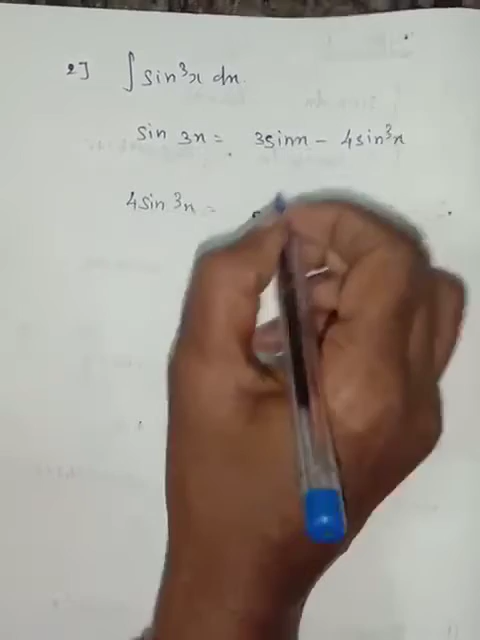 2] ∫ sin³x dx.
sin 3x = 3sinx - 4sin³x
4sin³x =